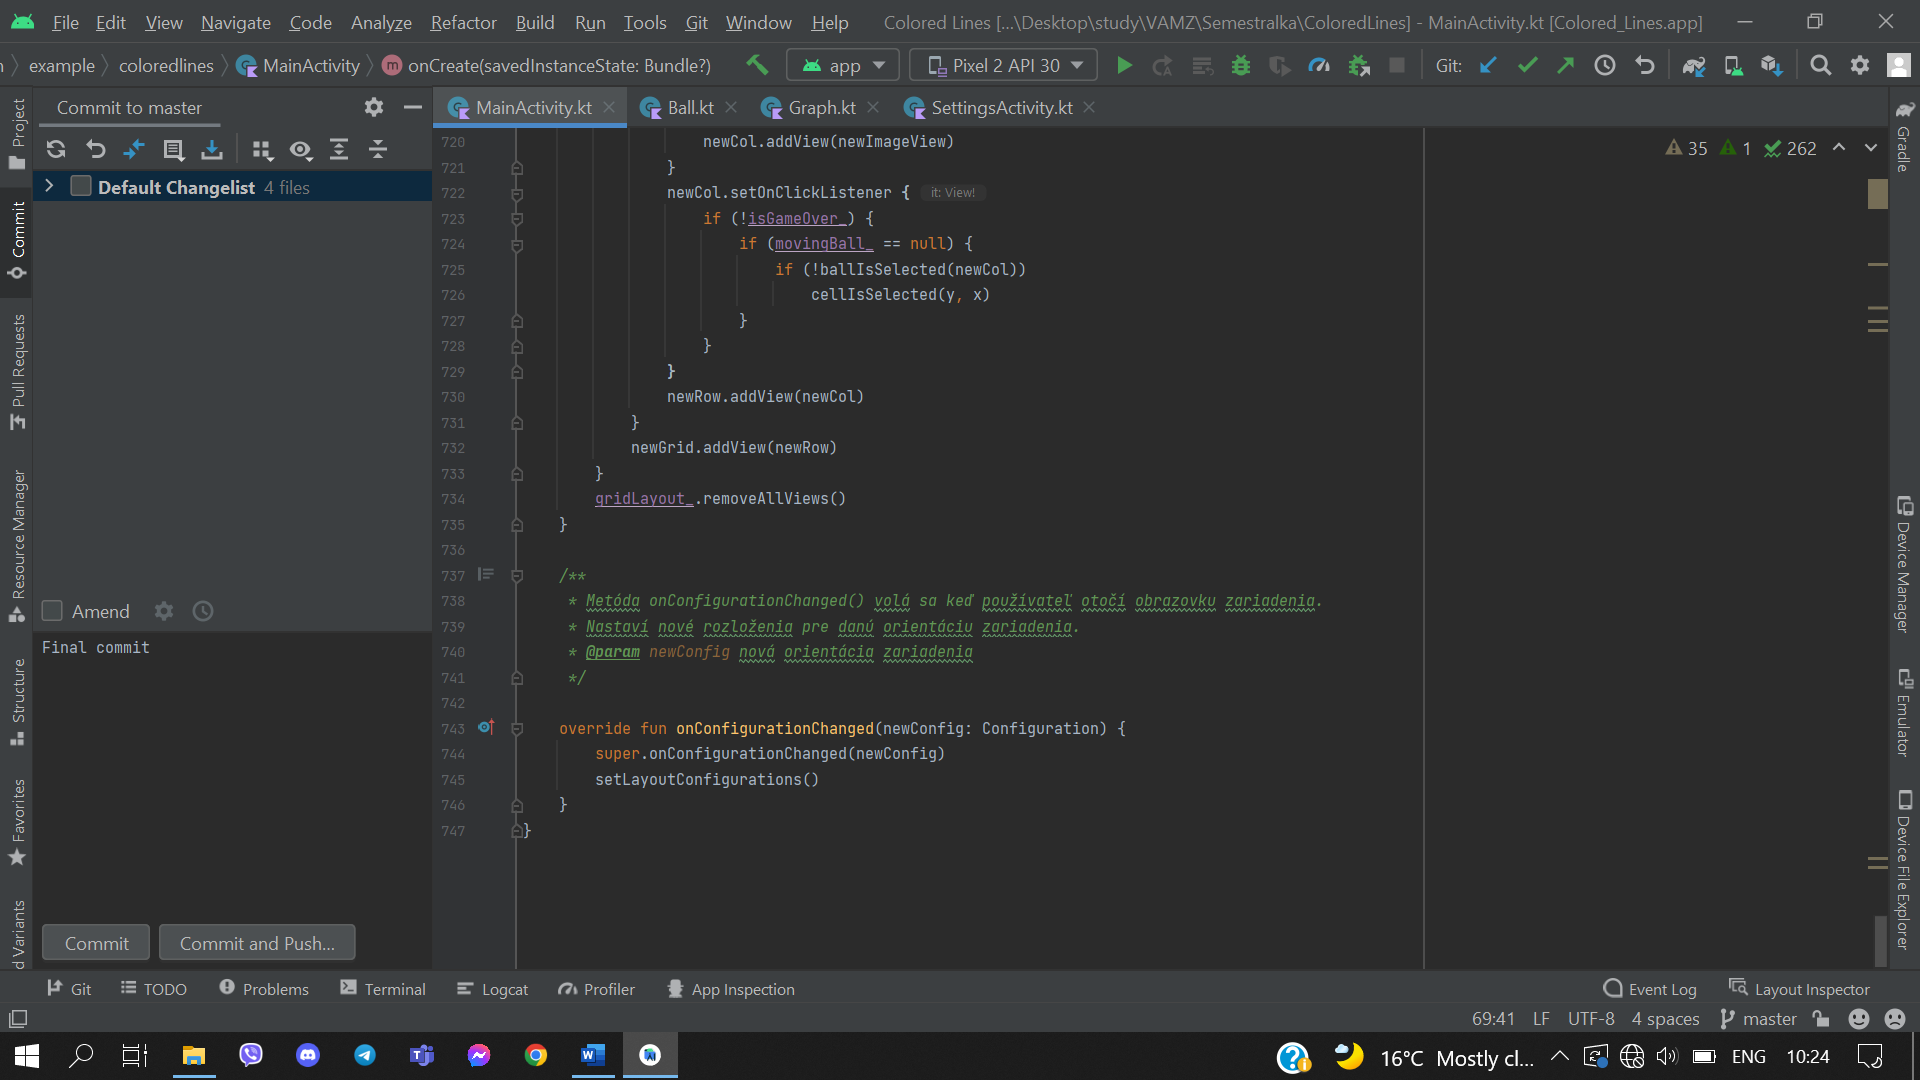 File Edit View Navigate Code Analyze Refactor Build Run Tools Git Window Help Colored Lines [...\Desktop\study\VAMZ\Semestralka\ColoredLines] - MainActivity.kt [Colored_Lines.app]
example coloredlines MainActivity onCreate(savedInstanceState: Bundle?) app Pixel 2 API 30 Git:
Commit to master
MainActivity.kt Ball.kt Graph.kt SettingsActivity.kt
Default Changelist 4 files
Amend
Final commit
Commit Commit and Push...
Project
Commit
Pull Requests
Resource Manager
Structure
Favorites
d Variants
35 1 262
720 newCol.addView(newImageView)
721 }
722 newCol.setOnClickListener { it: View!
723 if (!isGameOver_) {
724 if (movingBall_ == null) {
725 if (!ballIsSelected(newCol))
726 cellIsSelected(y, x)
727 }
728 }
729 }
730 newRow.addView(newCol)
731 }
732 newGrid.addView(newRow)
733 }
734 gridLayout_.removeAllViews()
735 }
736
737 /**
738 * Metóda onConfigurationChanged() volá sa keď používateľ otočí obrazovku zariadenia.
739 * Nastaví nové rozloženia pre danú orientáciu zariadenia.
740 * @param newConfig nová orientácia zariadenia
741 */
742
743 override fun onConfigurationChanged(newConfig: Configuration) {
744 super.onConfigurationChanged(newConfig)
745 setLayoutConfigurations()
746 }
747 }
Gradle
Device Manager
Emulator
Device File Explorer
Git TODO Problems Terminal Logcat Profiler App Inspection Event Log Layout Inspector
69:41 LF UTF-8 4 spaces master
16°C Mostly cl... ENG 10:24